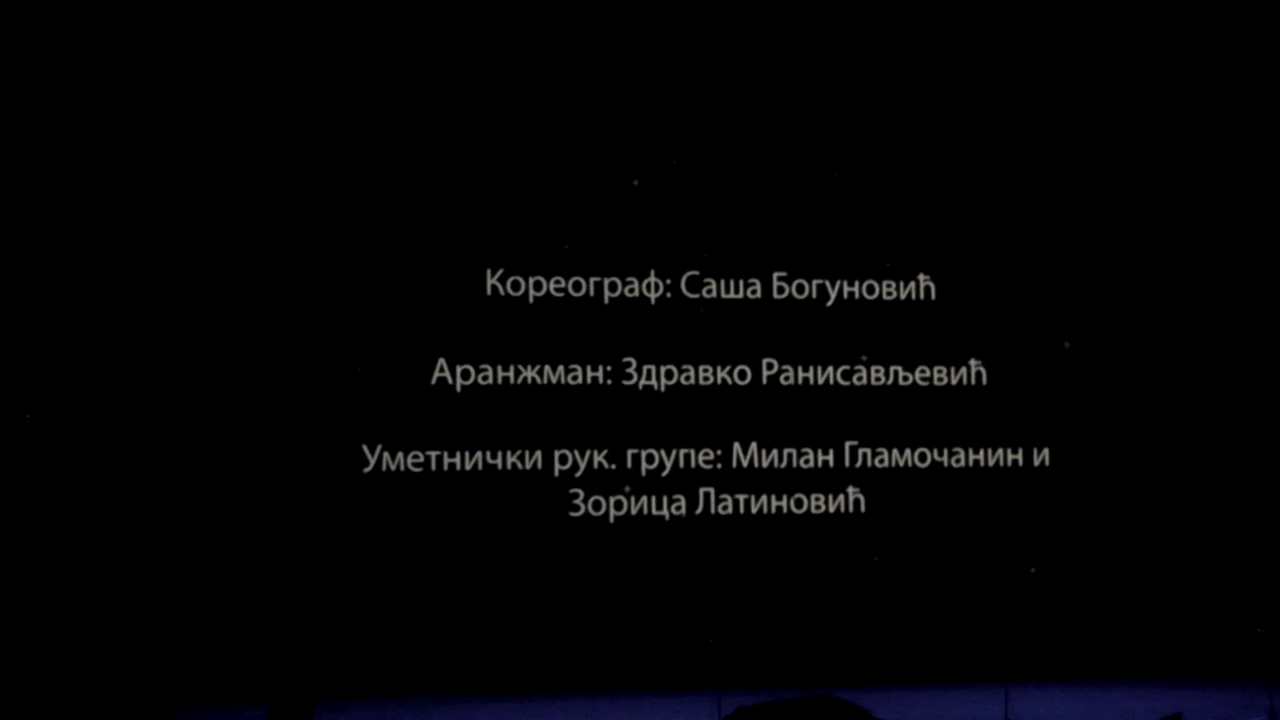 Кореограф: Саша Богуновић
Аранжман: Здравко Ранисављевић
Уметнички рук. групе: Милан Гламочанин и
Зорица Латиновић